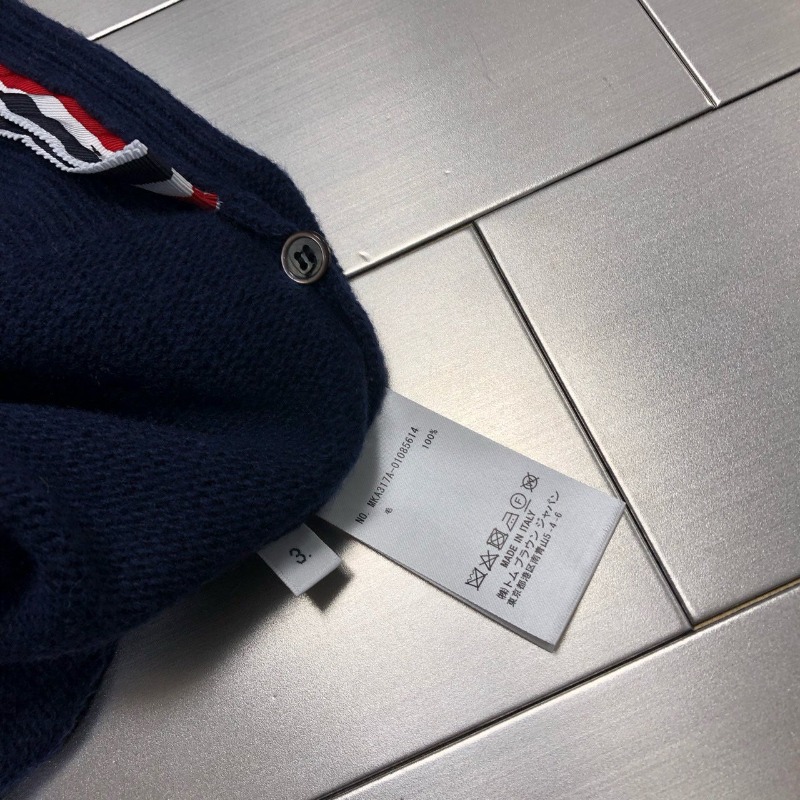 NO. MKA317A-01085614
毛 100%
F
MADE IN ITALY
㈱トム ブラウン ジャパン
東京都港区南青山5-4-6
3.